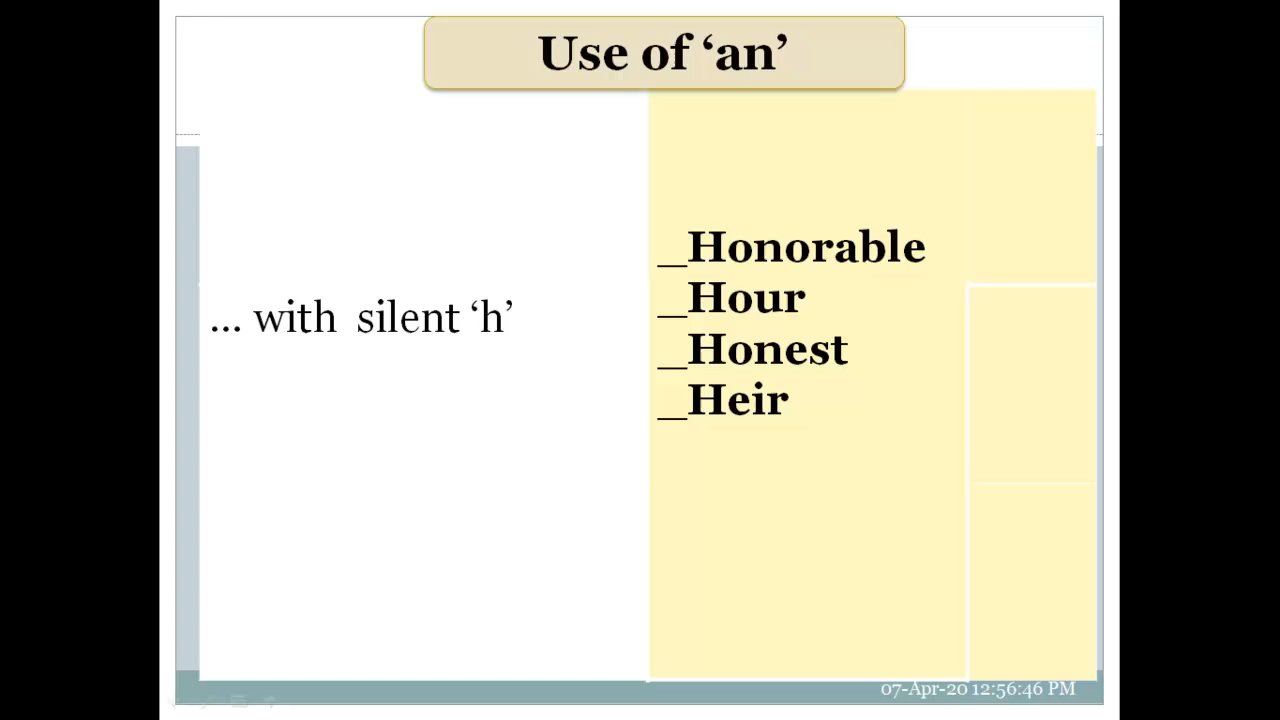 Use of ‘an’
... with silent ‘h’
_Honorable
_Hour
_Honest
_Heir
07-Apr-20 12:56:46 PM